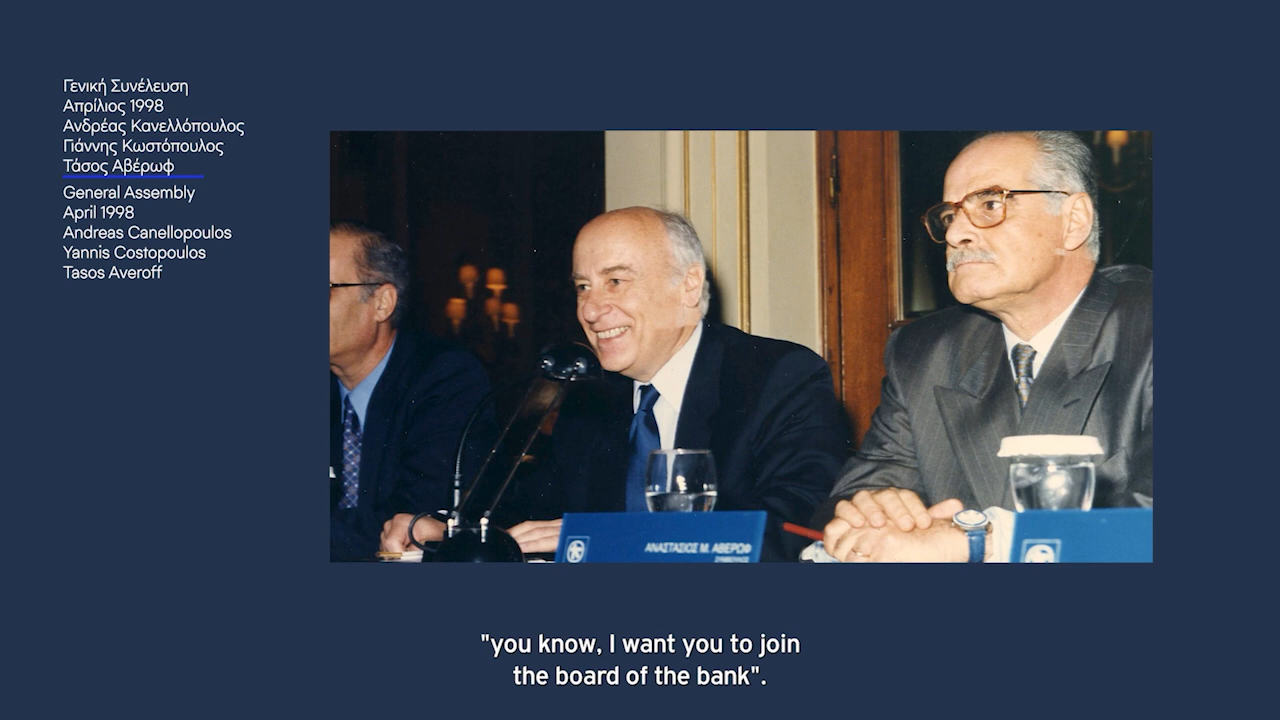 Γενική Συνέλευση
Απρίλιος 1998
Ανδρέας Κανελλόπουλος
Γιάννης Κωστόπουλος
Τάσος Αβέρωφ
General Assembly
April 1998
Andreas Canellopoulos
Yannis Costopoulos
Tasos Averoff
ΑΝΑΣΤΑΣΙΟΣ Μ. ΑΒΕΡΩΦ
"you know, I want you to join
the board of the bank".